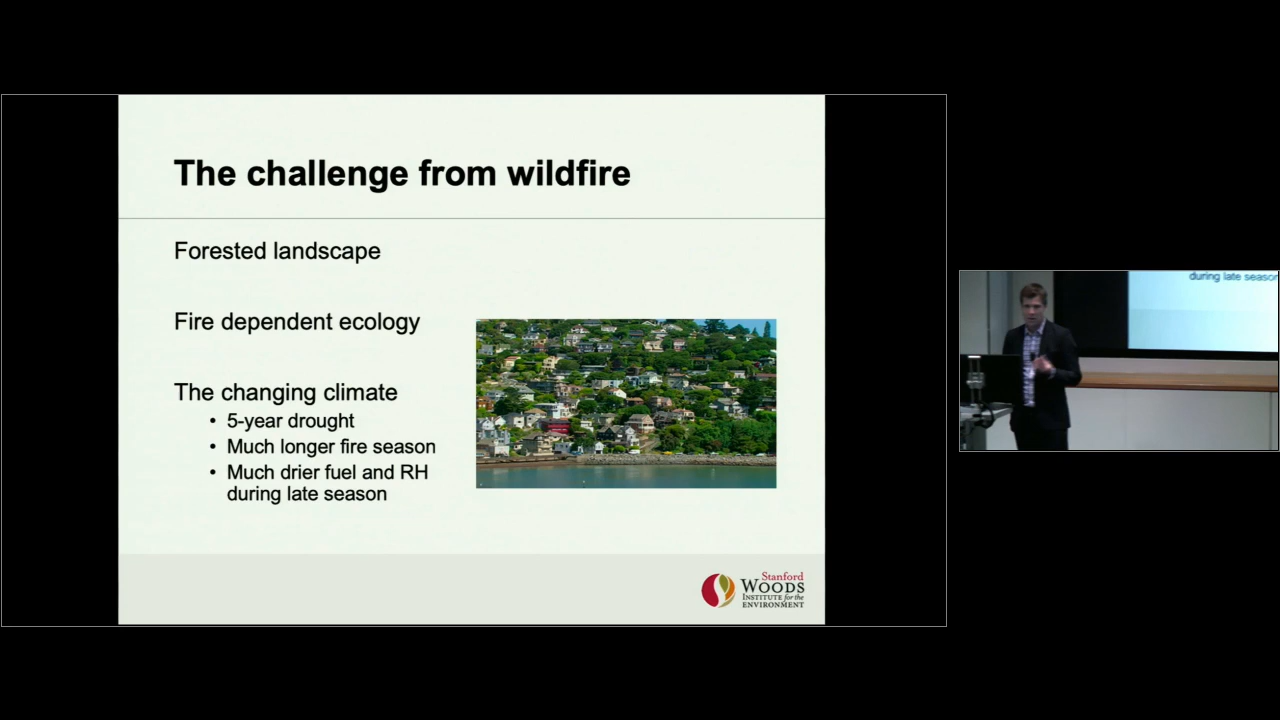 The challenge from wildfire
Forested landscape
Fire dependent ecology
The changing climate
• 5-year drought
• Much longer fire season
• Much drier fuel and RH
during late season
Stanford
WOODS
INSTITUTE for the
ENVIRONMENT
during late season